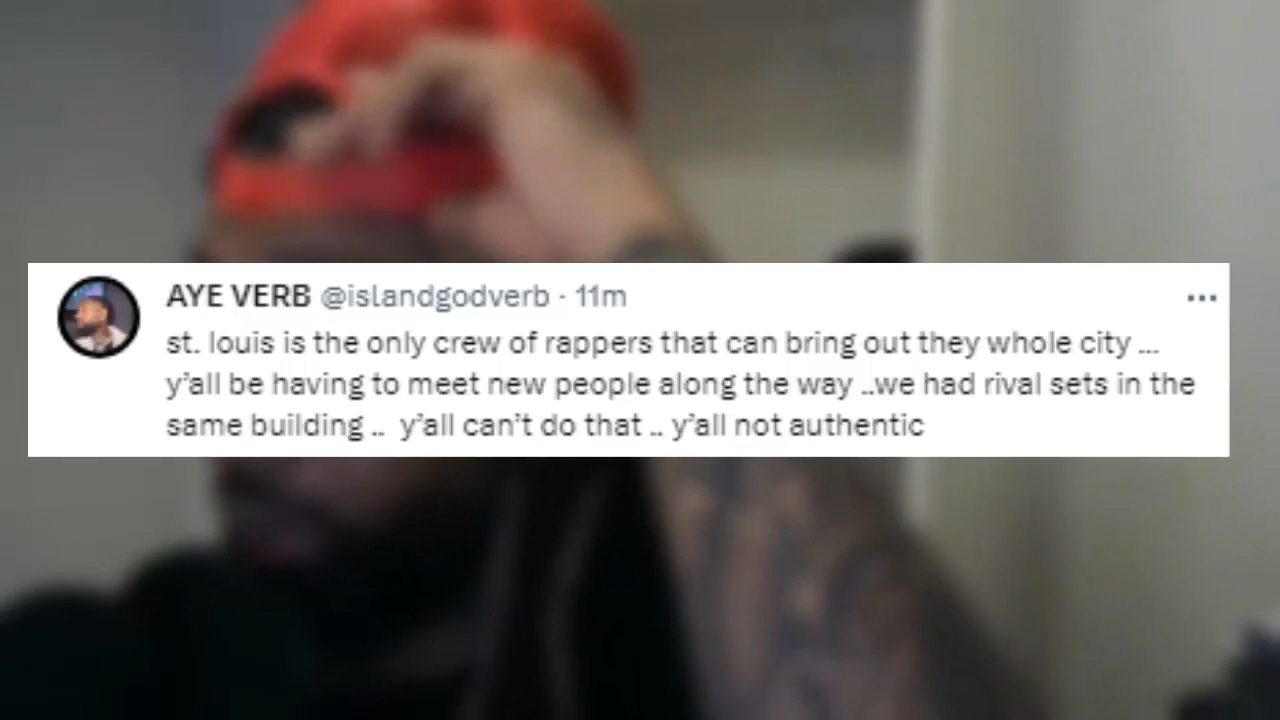 AYE VERB @islandgodverb · 11m
st. louis is the only crew of rappers that can bring out they whole city ...
y'all be having to meet new people along the way ..we had rival sets in the
same building ..  y'all can't do that .. y'all not authentic